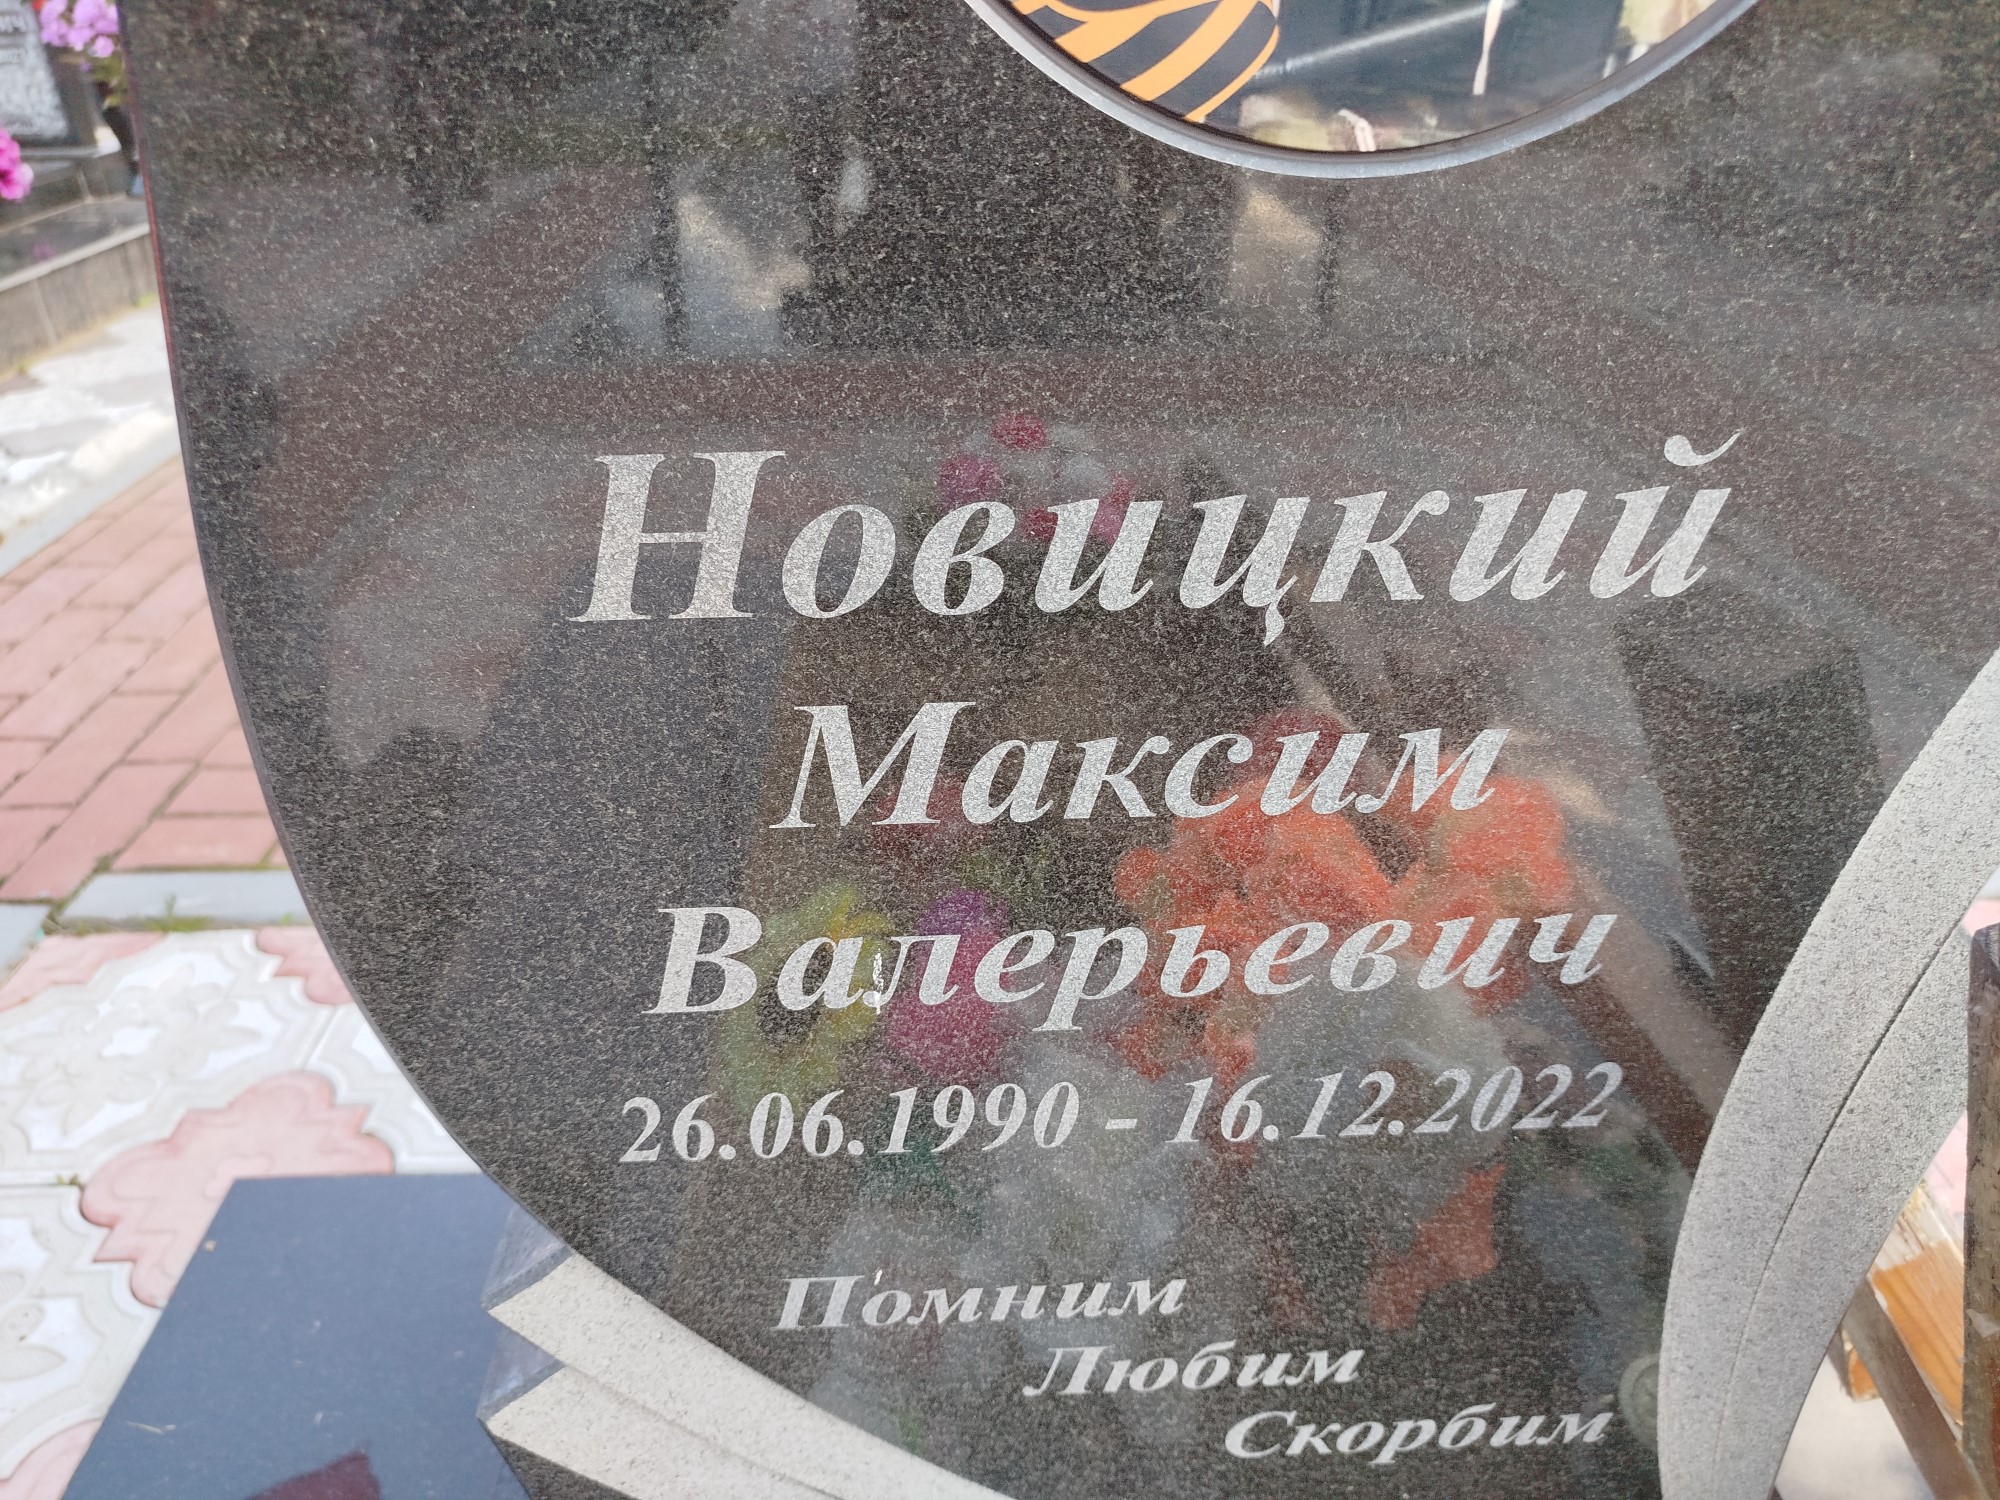 Новицкий
Максим
Валерьевич
26.06.1990 - 16.12.2022
Помним
Любим
Скорбим